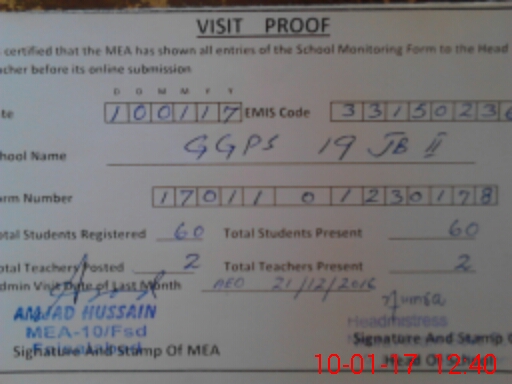 VISIT PROOF
certified that the MEA has shown all entries of the School Monitoring Form to the Head
cher before its online submission
D D M M Y Y
te 1 0 0 1 1 7 EMIS Code 3 3 1 5 0 2 3
hool Name GGPS 19 JB II
rm Number 1 7 0 1 1 0 1 2 3 0 1 7 8
otal Students Registered 60 Total Students Present 60
otal Teachers Posted 2 Total Teachers Present 2
dmin Visit Date of Last Month AEO 21/12/2016
AMJAD HUSSAIN
MEA-10/Fsd
Faisalabad
Headmistress
Signature And Stamp Of MEA
Signature And Stamp
Head Of School
10-01-17 12:40